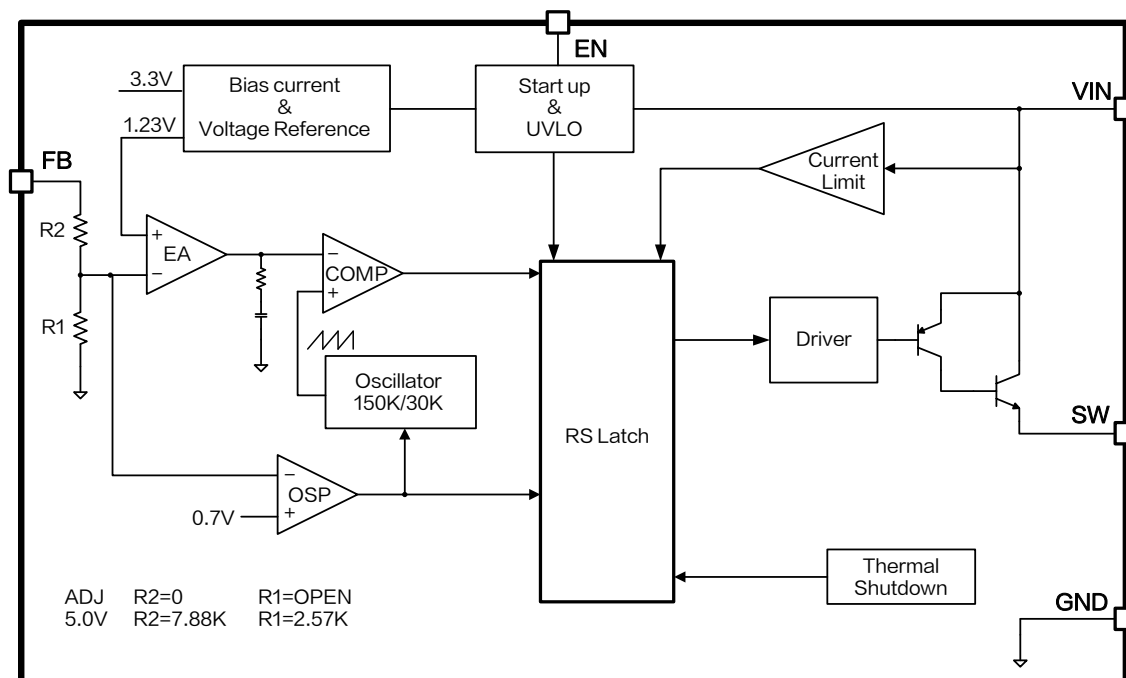 EN
3.3V
Bias current
&
Voltage Reference
Start up
&
UVLO
VIN
1.23V
FB
Current
Limit
R2
+
EA
−
−
COMP
+
R1
Oscillator
150K/30K
Driver
RS Latch
SW
−
OSP
+
0.7V
Thermal
Shutdown
ADJ R2=0 R1=OPEN
5.0V R2=7.88K R1=2.57K
GND